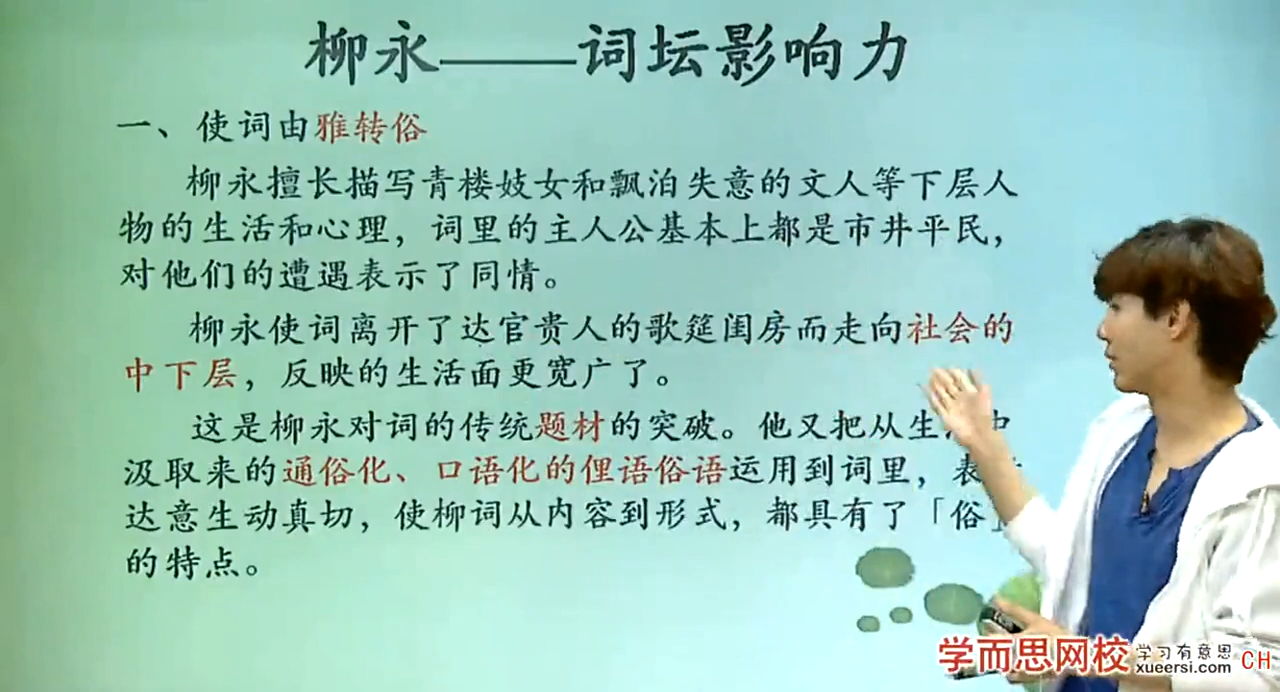 柳永——词坛影响力
一、使词由雅转俗
柳永擅长描写青楼妓女和飘泊失意的文人等下层人
物的生活和心理，词里的主人公基本上都是市井平民，
对他们的遭遇表示了同情。
柳永使词离开了达官贵人的歌筵闺房而走向社会的
中下层，反映的生活面更宽广了。
这是柳永对词的传统题材的突破。他又把从生活中
汲取来的通俗化、口语化的俚语俗语运用到词里，表
达意生动真切，使柳词从内容到形式，都具有了「俗」
的特点。
学而思网校 学习有意思
xueersi.com CH